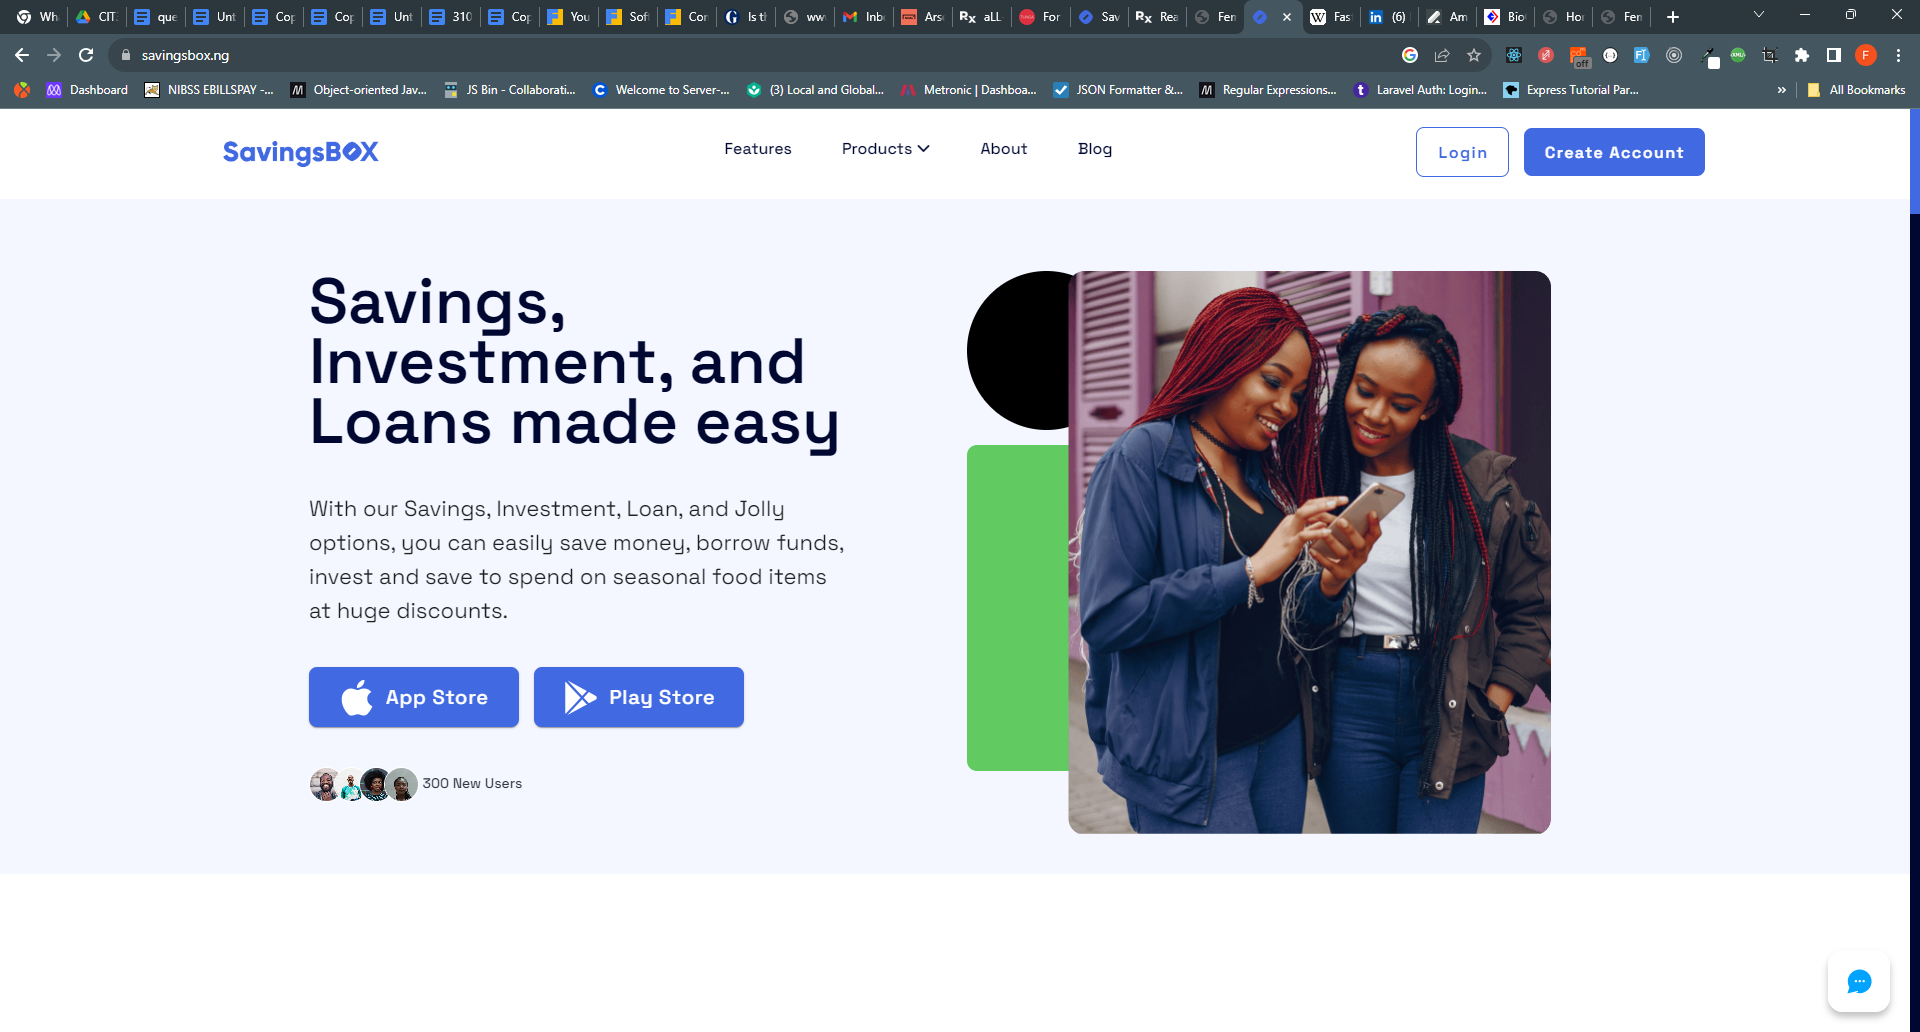 Wh
CIT
que
Unt
Cop
Cop
Unt
310
Cop
You
Sof
Con
Is t
ww
Inb
Ars
aLL
For
Sav
Rea
Fen
Fas
(6)
Am
Bio
Ho
Fen
savingsbox.ng
off
F
Dashboard
NIBSS EBILLSPAY -...
Object-oriented Jav...
JS Bin - Collaborati...
Welcome to Server-...
(3) Local and Global...
Metronic | Dashboa...
JSON Formatter &...
Regular Expressions...
Laravel Auth: Login...
Express Tutorial Par...
All Bookmarks
SavingsBOX
Features
Products
About
Blog
Login
Create Account
Savings,
Investment, and
Loans made easy
With our Savings, Investment, Loan, and Jolly
options, you can easily save money, borrow funds,
invest and save to spend on seasonal food items
at huge discounts.
App Store
Play Store
300 New Users